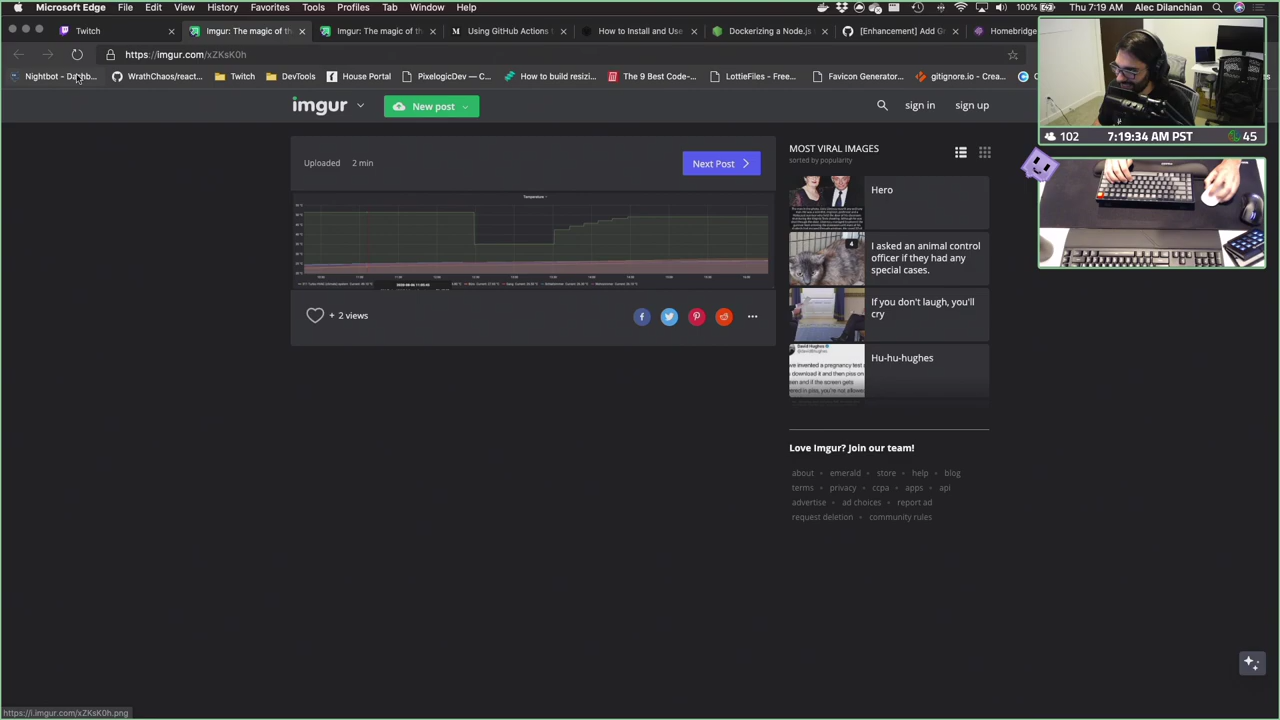 Microsoft Edge File Edit View History Favorites Tools Profiles Tab Window Help 100% Thu 7:19 AM Alec Dilanchian
Twitch
Imgur: The magic of th
Imgur: The magic of th
Using GitHub Actions t
How to Install and Use
Dockerizing a Node.js
[Enhancement] Add G
Homebridge
https://imgur.com/xZKsK0h
Nightbot - Dashb...
WrathChaos/react...
Twitch
DevTools
House Portal
PixelogicDev — C...
How to build resizi...
The 9 Best Code-...
LottieFiles - Free...
Favicon Generator...
gitignore.io - Crea...
imgur
New post
sign in
sign up
102
7:19:34 AM PST
45
Uploaded 2 min
Next Post
Temperature
+ 2 views
MOST VIRAL IMAGES
sorted by popularity
Hero
4
I asked an animal control
officer if they had any
special cases.
If you don't laugh, you'll
cry
Hu-hu-hughes
Love Imgur? Join our team!
about • emerald • store • help • blog
terms • privacy • ccpa • apps • api
advertise • ad choices • report ad
request deletion • community rules
https://i.imgur.com/xZKsK0h.png